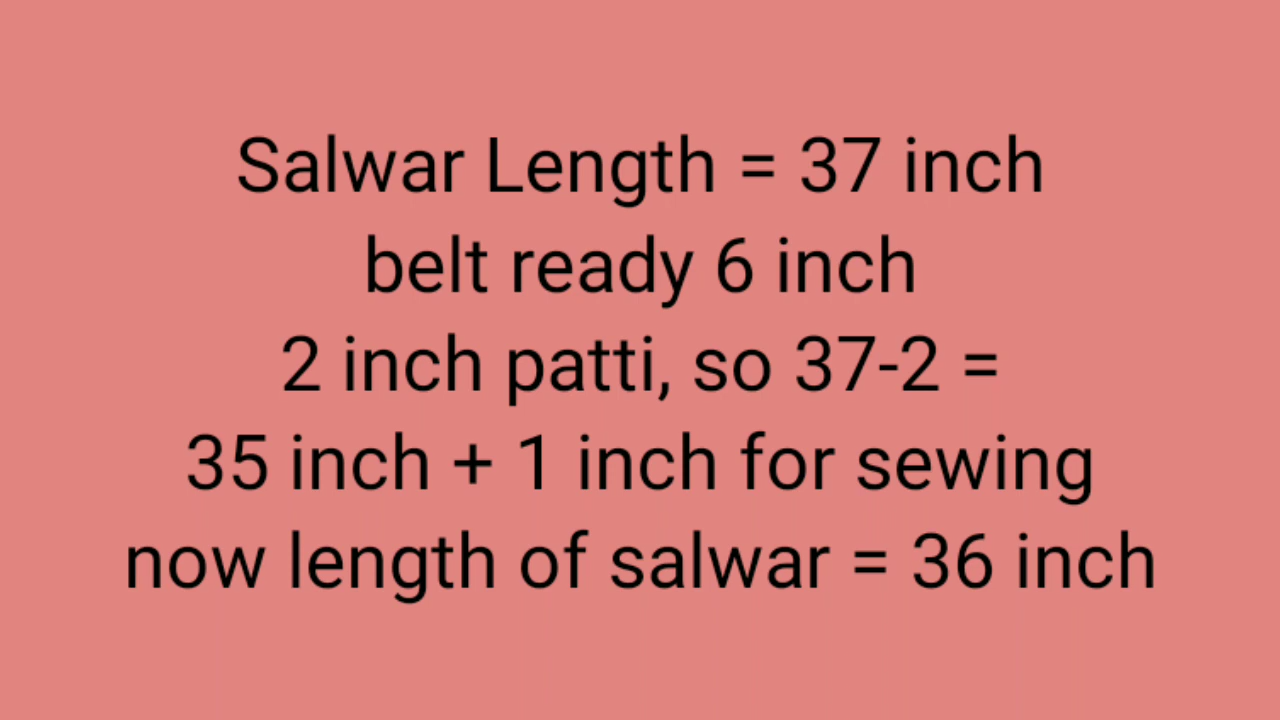 Salwar Length = 37 inch
belt ready 6 inch
2 inch patti, so 37-2 =
35 inch + 1 inch for sewing
now length of salwar = 36 inch